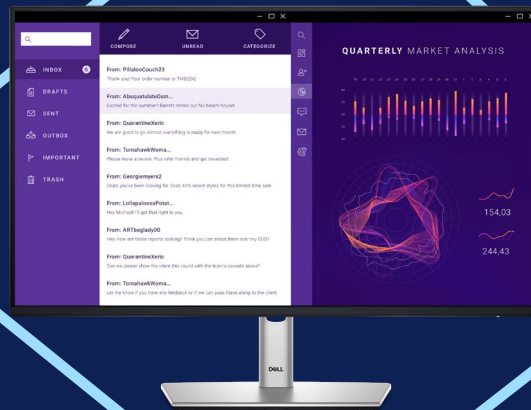 COMPOSE
UNREAD
CATEGORIZE
INBOX 6
DRAFTS
SENT
OUTBOX
IMPORTANT
TRASH
From: PillalooCouch23
Thank you! Your order number is
From: AbsquatulateDom...
Excited for the summer? Barrett rented our beach house!
From: QuarantineXeric
We are good to go Almost everything is ready for next month
From: TomahawkWoma...
Please leave a review. Plus refer friends and get rewarded.
From: Georgiemyers2
Deals you've been looking for. Grab 40% select styles for this limited time sale
From: LollapaloosaPotat...
Hey Michael! I'll get that right to you.
From: ARTbaglady00
Hey, how are those reports looking? Think you can shoot them over my EOD?
From: QuarantineXeric
Can we please show the client this round with the team's caveats above?
From: TomahawkWoma...
Let me know if you have any feedback or if we can pass these along to the client
QUARTERLY MARKET ANALYSIS
154,03
244,43
DELL